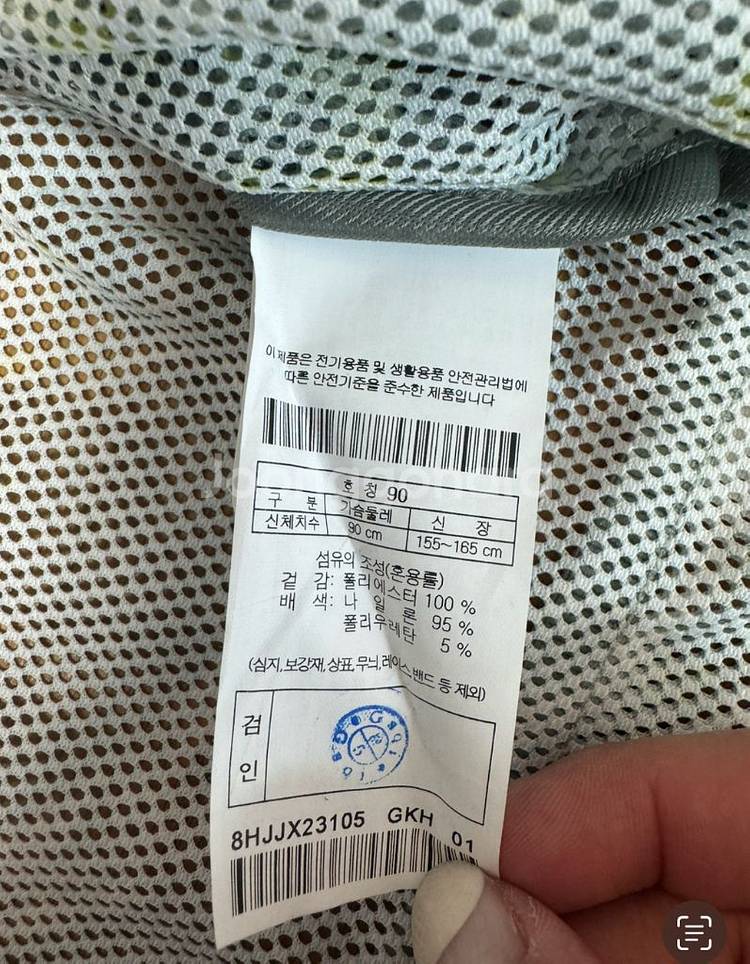 이 제품은 전기용품 및 생활용품 안전관리법에
따른 안전기준을 준수한 제품입니다
호 칭 90
구 분 가슴둘레 신 장
신체치수 90 cm 155~165 cm
섬유의 조성(혼용률)
겉 감: 폴리에스터 100 %
배 색: 나 일 론 95 %
폴리우레탄 5 %
(심지,보강재,상표,무늬,레이스,밴드 등 제외)
검
인
8HJJX23105 GKH 01